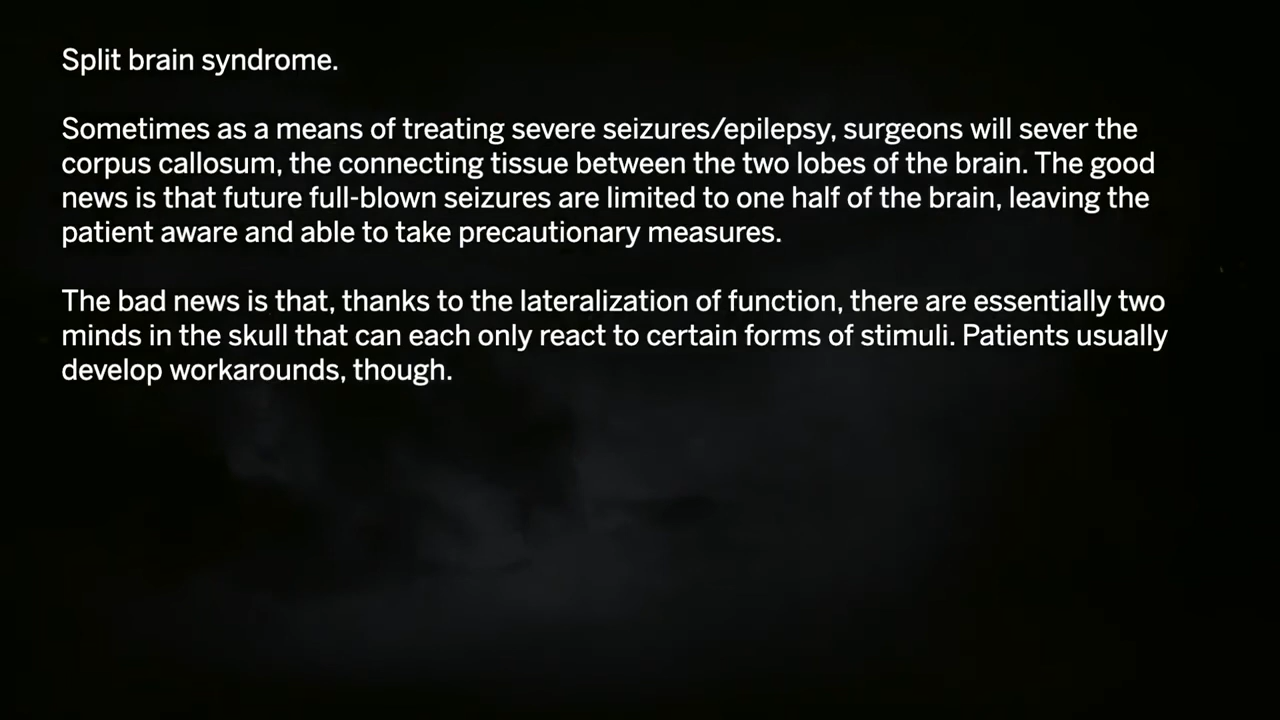 Split brain syndrome.
Sometimes as a means of treating severe seizures/epilepsy, surgeons will sever the
corpus callosum, the connecting tissue between the two lobes of the brain. The good
news is that future full-blown seizures are limited to one half of the brain, leaving the
patient aware and able to take precautionary measures.
The bad news is that, thanks to the lateralization of function, there are essentially two
minds in the skull that can each only react to certain forms of stimuli. Patients usually
develop workarounds, though.